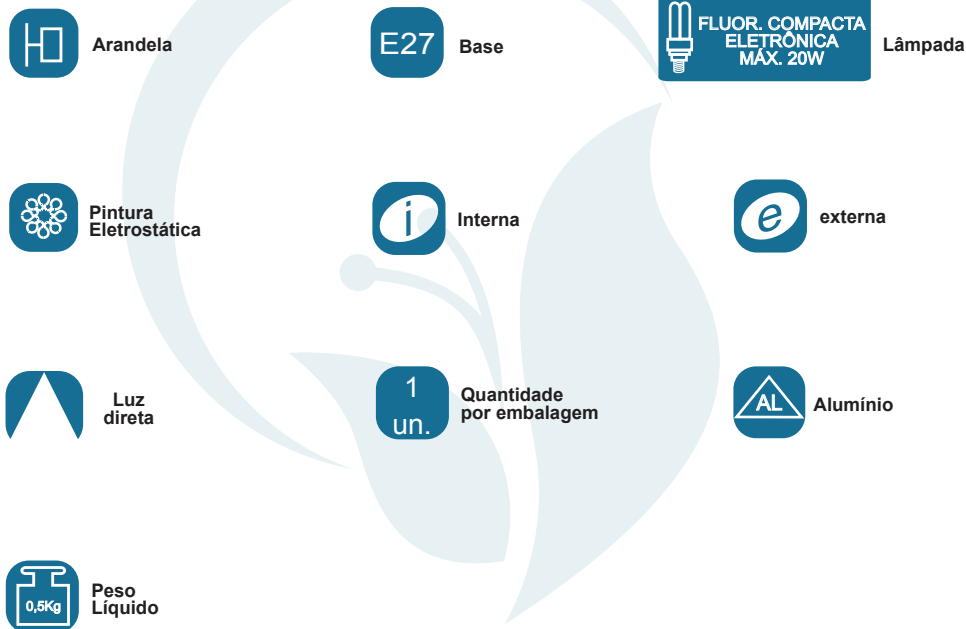 Arandela
E27
Base
FLUOR. COMPACTA
ELETRÔNICA
MÁX. 20W
Lâmpada
Pintura
Eletrostática
i
Interna
e
externa
Luz
direta
1
un.
Quantidade
por embalagem
AL
Alumínio
0,5Kg
Peso
Líquido